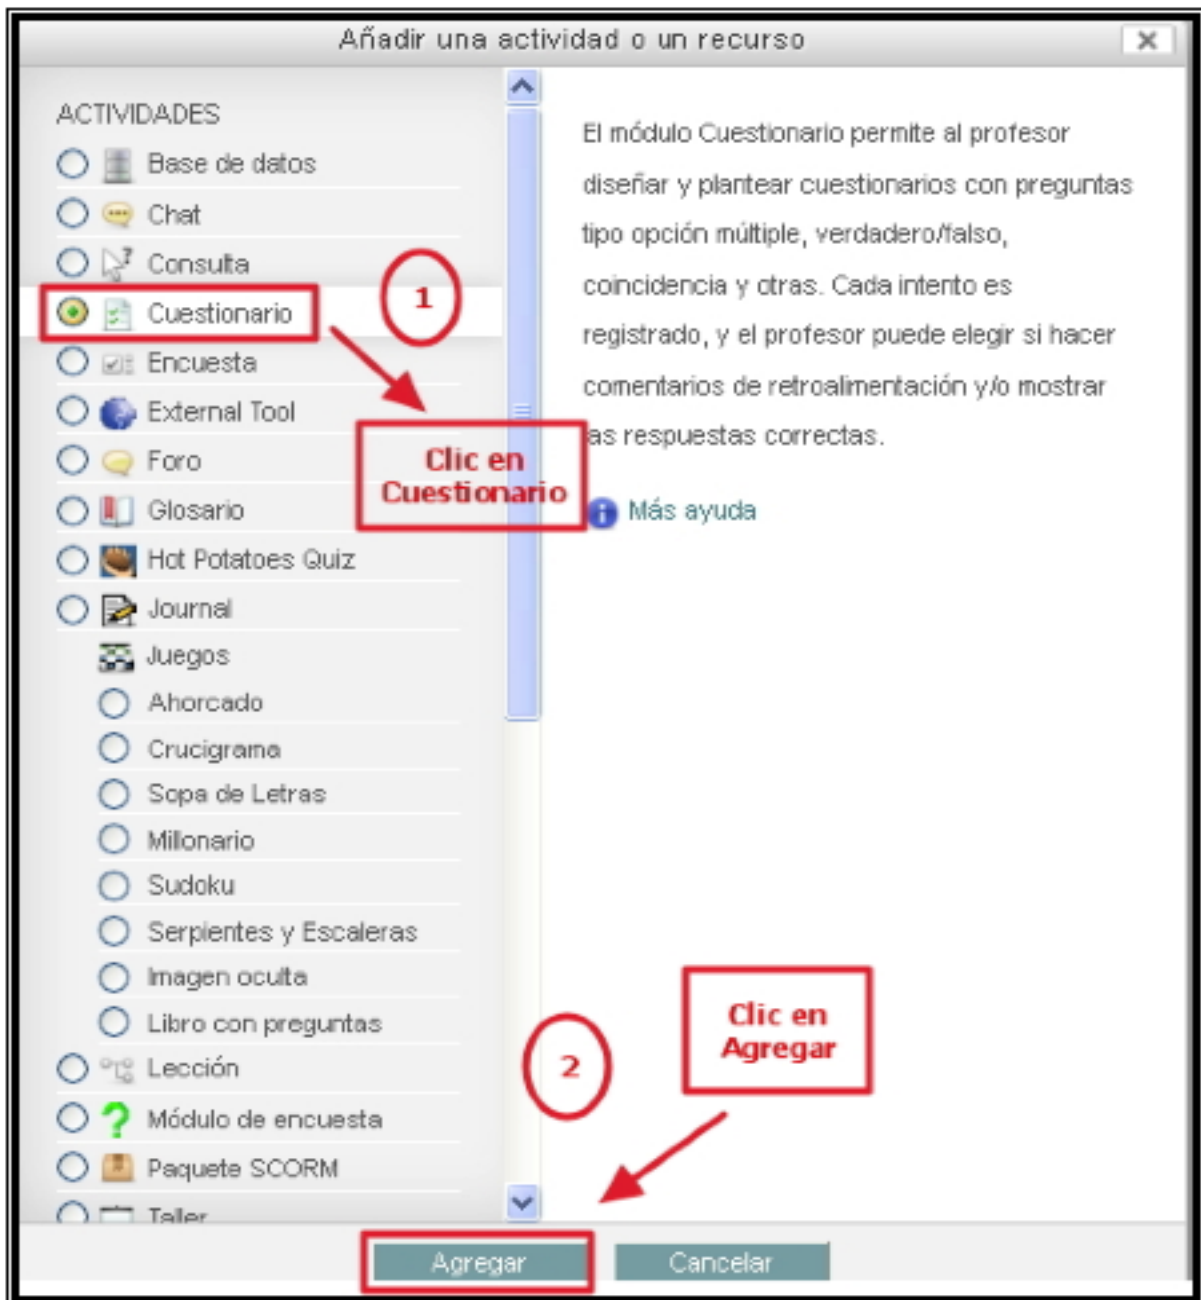 Añadir una actividad o un recurso
ACTIVIDADES
Base de datos
Chat
Consulta
Cuestionario
Encuesta
External Tool
Foro
Glosario
Hot Potatoes Quiz
Journal
Juegos
Ahorcado
Crucigrama
Sopa de Letras
Millonario
Sudoku
Serpientes y Escaleras
Imagen oculta
Libro con preguntas
Lección
Módulo de encuesta
Paquete SCORM
Taller
1
Clic en
Cuestionario
El módulo Cuestionario permite al profesor
diseñar y plantear cuestionarios con preguntas
tipo opción múltiple, verdadero/falso,
coincidencia y otras. Cada intento es
registrado, y el profesor puede elegir si hacer
comentarios de retroalimentación y/o mostrar
las respuestas correctas.
Más ayuda
2
Clic en
Agregar
Agregar
Cancelar